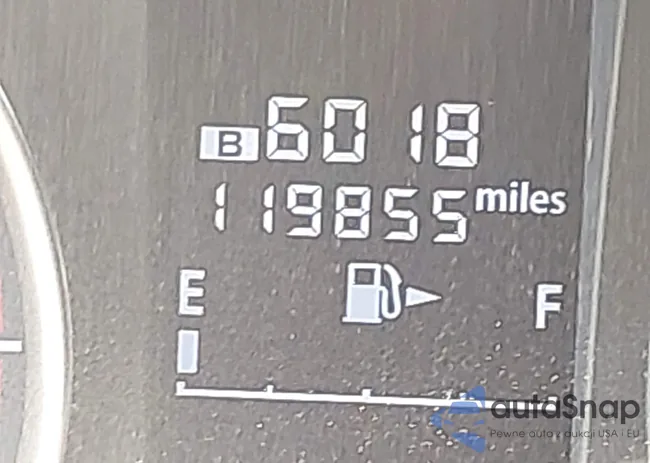 B 6018
119855 miles
E F
autoSnap
Pewne auta z aukcji USA i EU